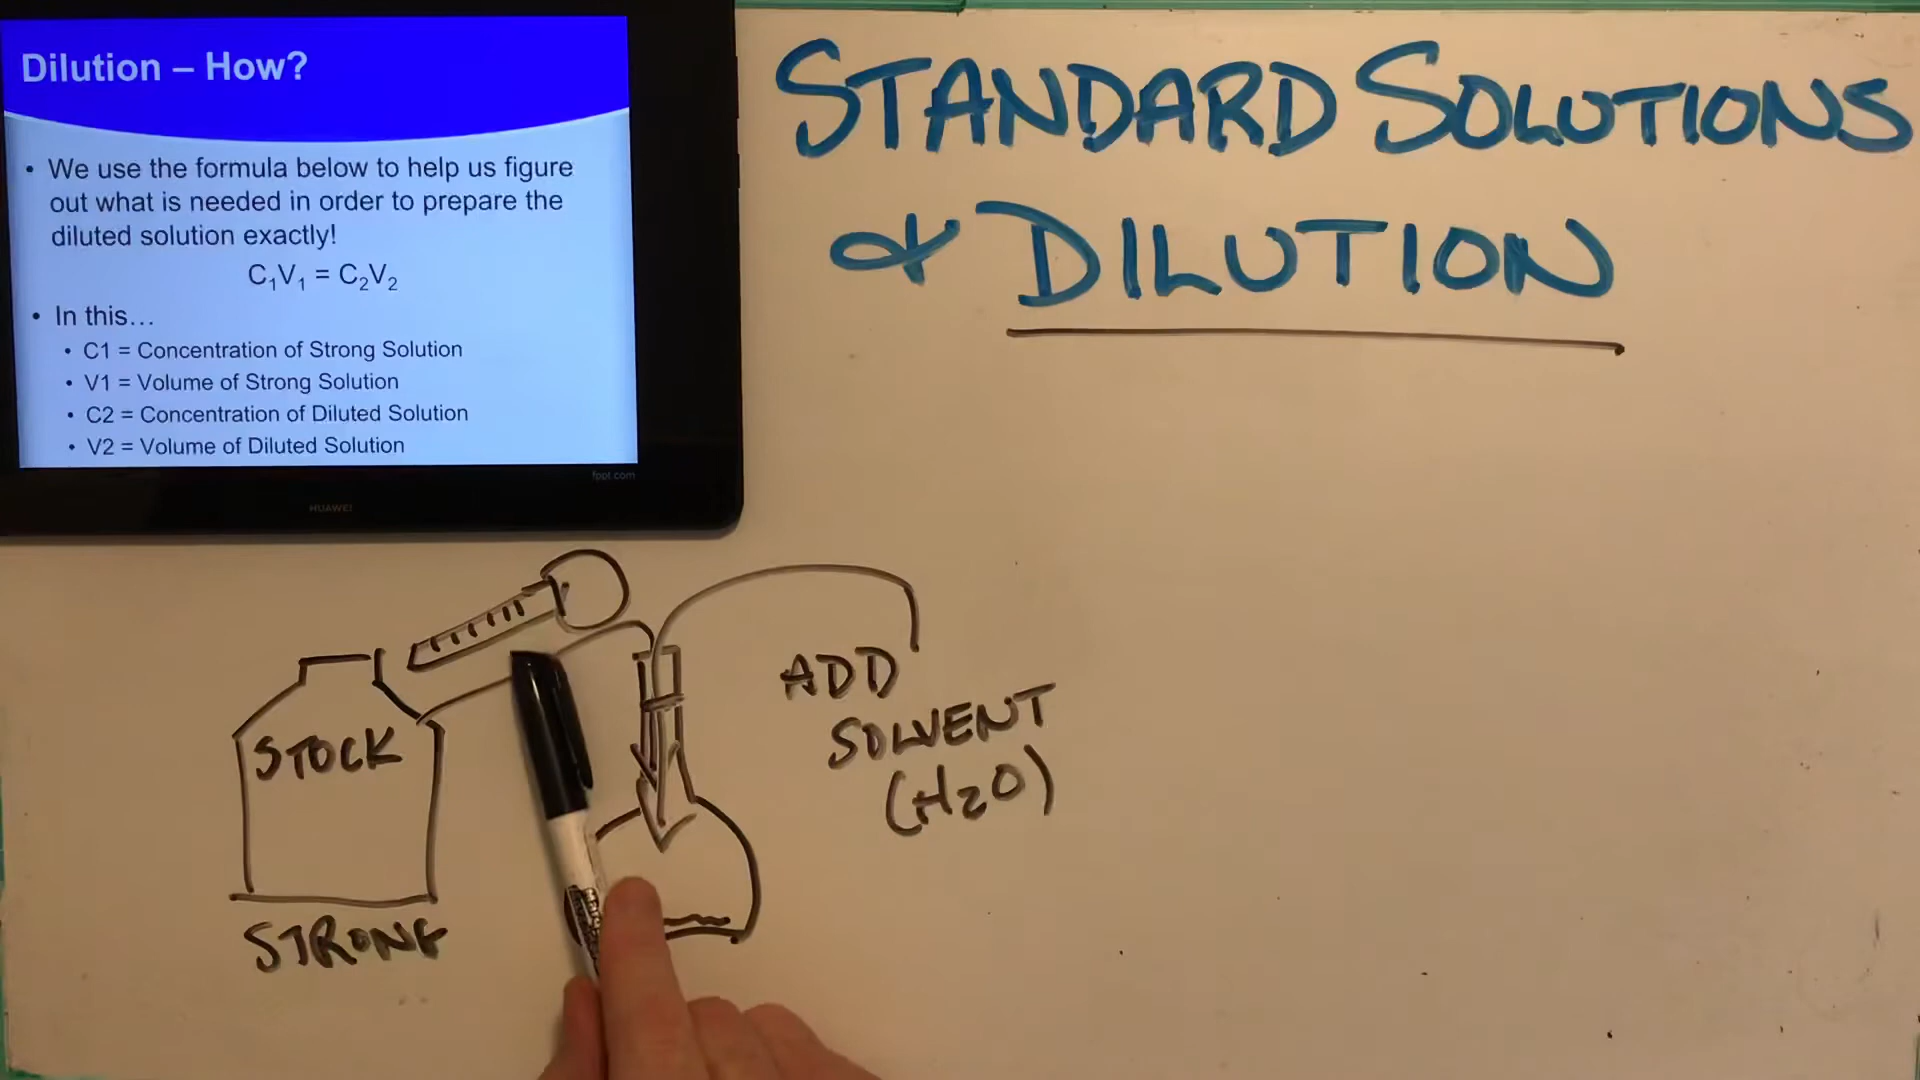 Dilution – How?
• We use the formula below to help us figure
out what is needed in order to prepare the
diluted solution exactly!
C₁V₁ = C₂V₂
• In this...
• C1 = Concentration of Strong Solution
• V1 = Volume of Strong Solution
• C2 = Concentration of Diluted Solution
• V2 = Volume of Diluted Solution
fppt.com
HUAWEI
STANDARD SOLUTIONS
& DILUTION
STOCK
STRONG
ADD
SOLVENT
(H₂O)